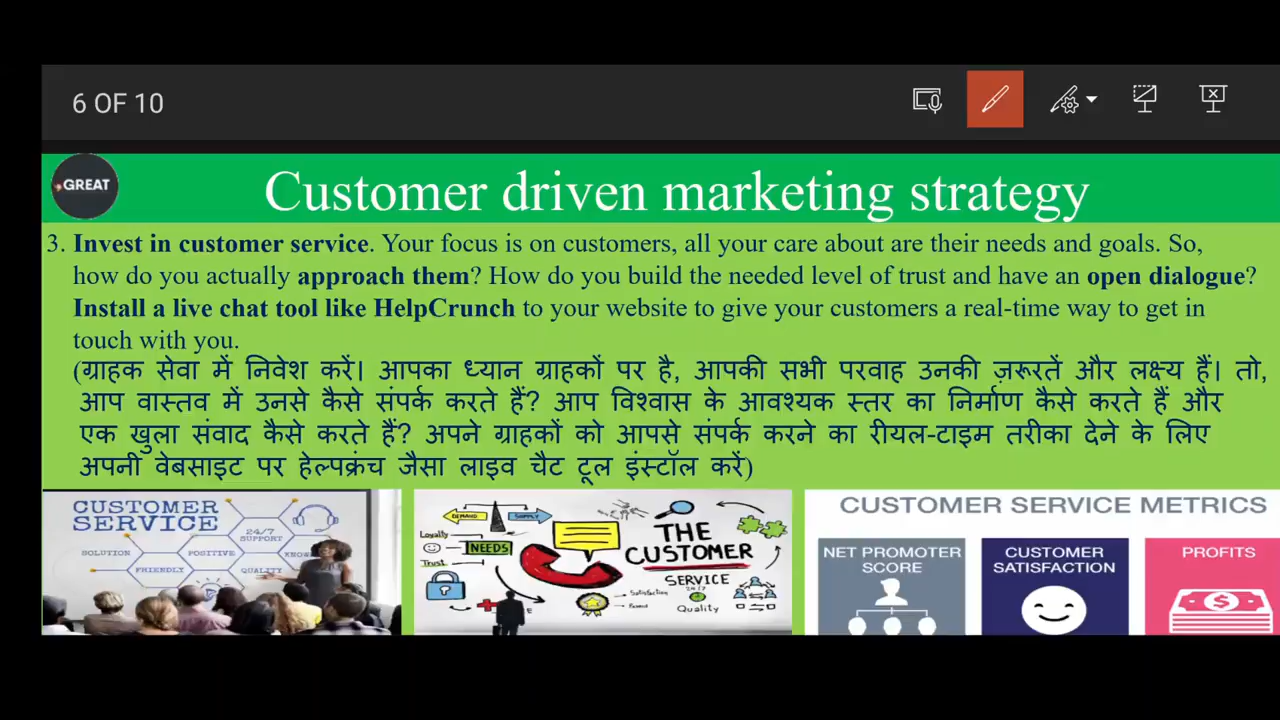 6 OF 10
GREAT
Customer driven marketing strategy
3. Invest in customer service. Your focus is on customers, all your care about are their needs and goals. So,
how do you actually approach them? How do you build the needed level of trust and have an open dialogue?
Install a live chat tool like HelpCrunch to your website to give your customers a real-time way to get in
touch with you.
(ग्राहक सेवा में निवेश करें। आपका ध्यान ग्राहकों पर है, आपकी सभी परवाह उनकी ज़रूरतें और लक्ष्य हैं। तो,
आप वास्तव में उनसे कैसे संपर्क करते हैं? आप विश्वास के आवश्यक स्तर का निर्माण कैसे करते हैं और
एक खुला संवाद कैसे करते हैं? अपने ग्राहकों को आपसे संपर्क करने का रीयल-टाइम तरीका देने के लिए
अपनी वेबसाइट पर हेल्पक्रंच जैसा लाइव चैट टूल इंस्टॉल करें)
CUSTOMER
SERVICE
24/7
SUPPORT
SOLUTION
POSITIVE
KNOW
FRIENDLY
QUALITY
DEMAND
SUPPLY
Loyalty
NEEDS
Trust
THE
CUSTOMER
SERVICE
24/7
Satisfaction
Quality
CUSTOMER SERVICE METRICS
NET PROMOTER
SCORE
CUSTOMER
SATISFACTION
PROFITS